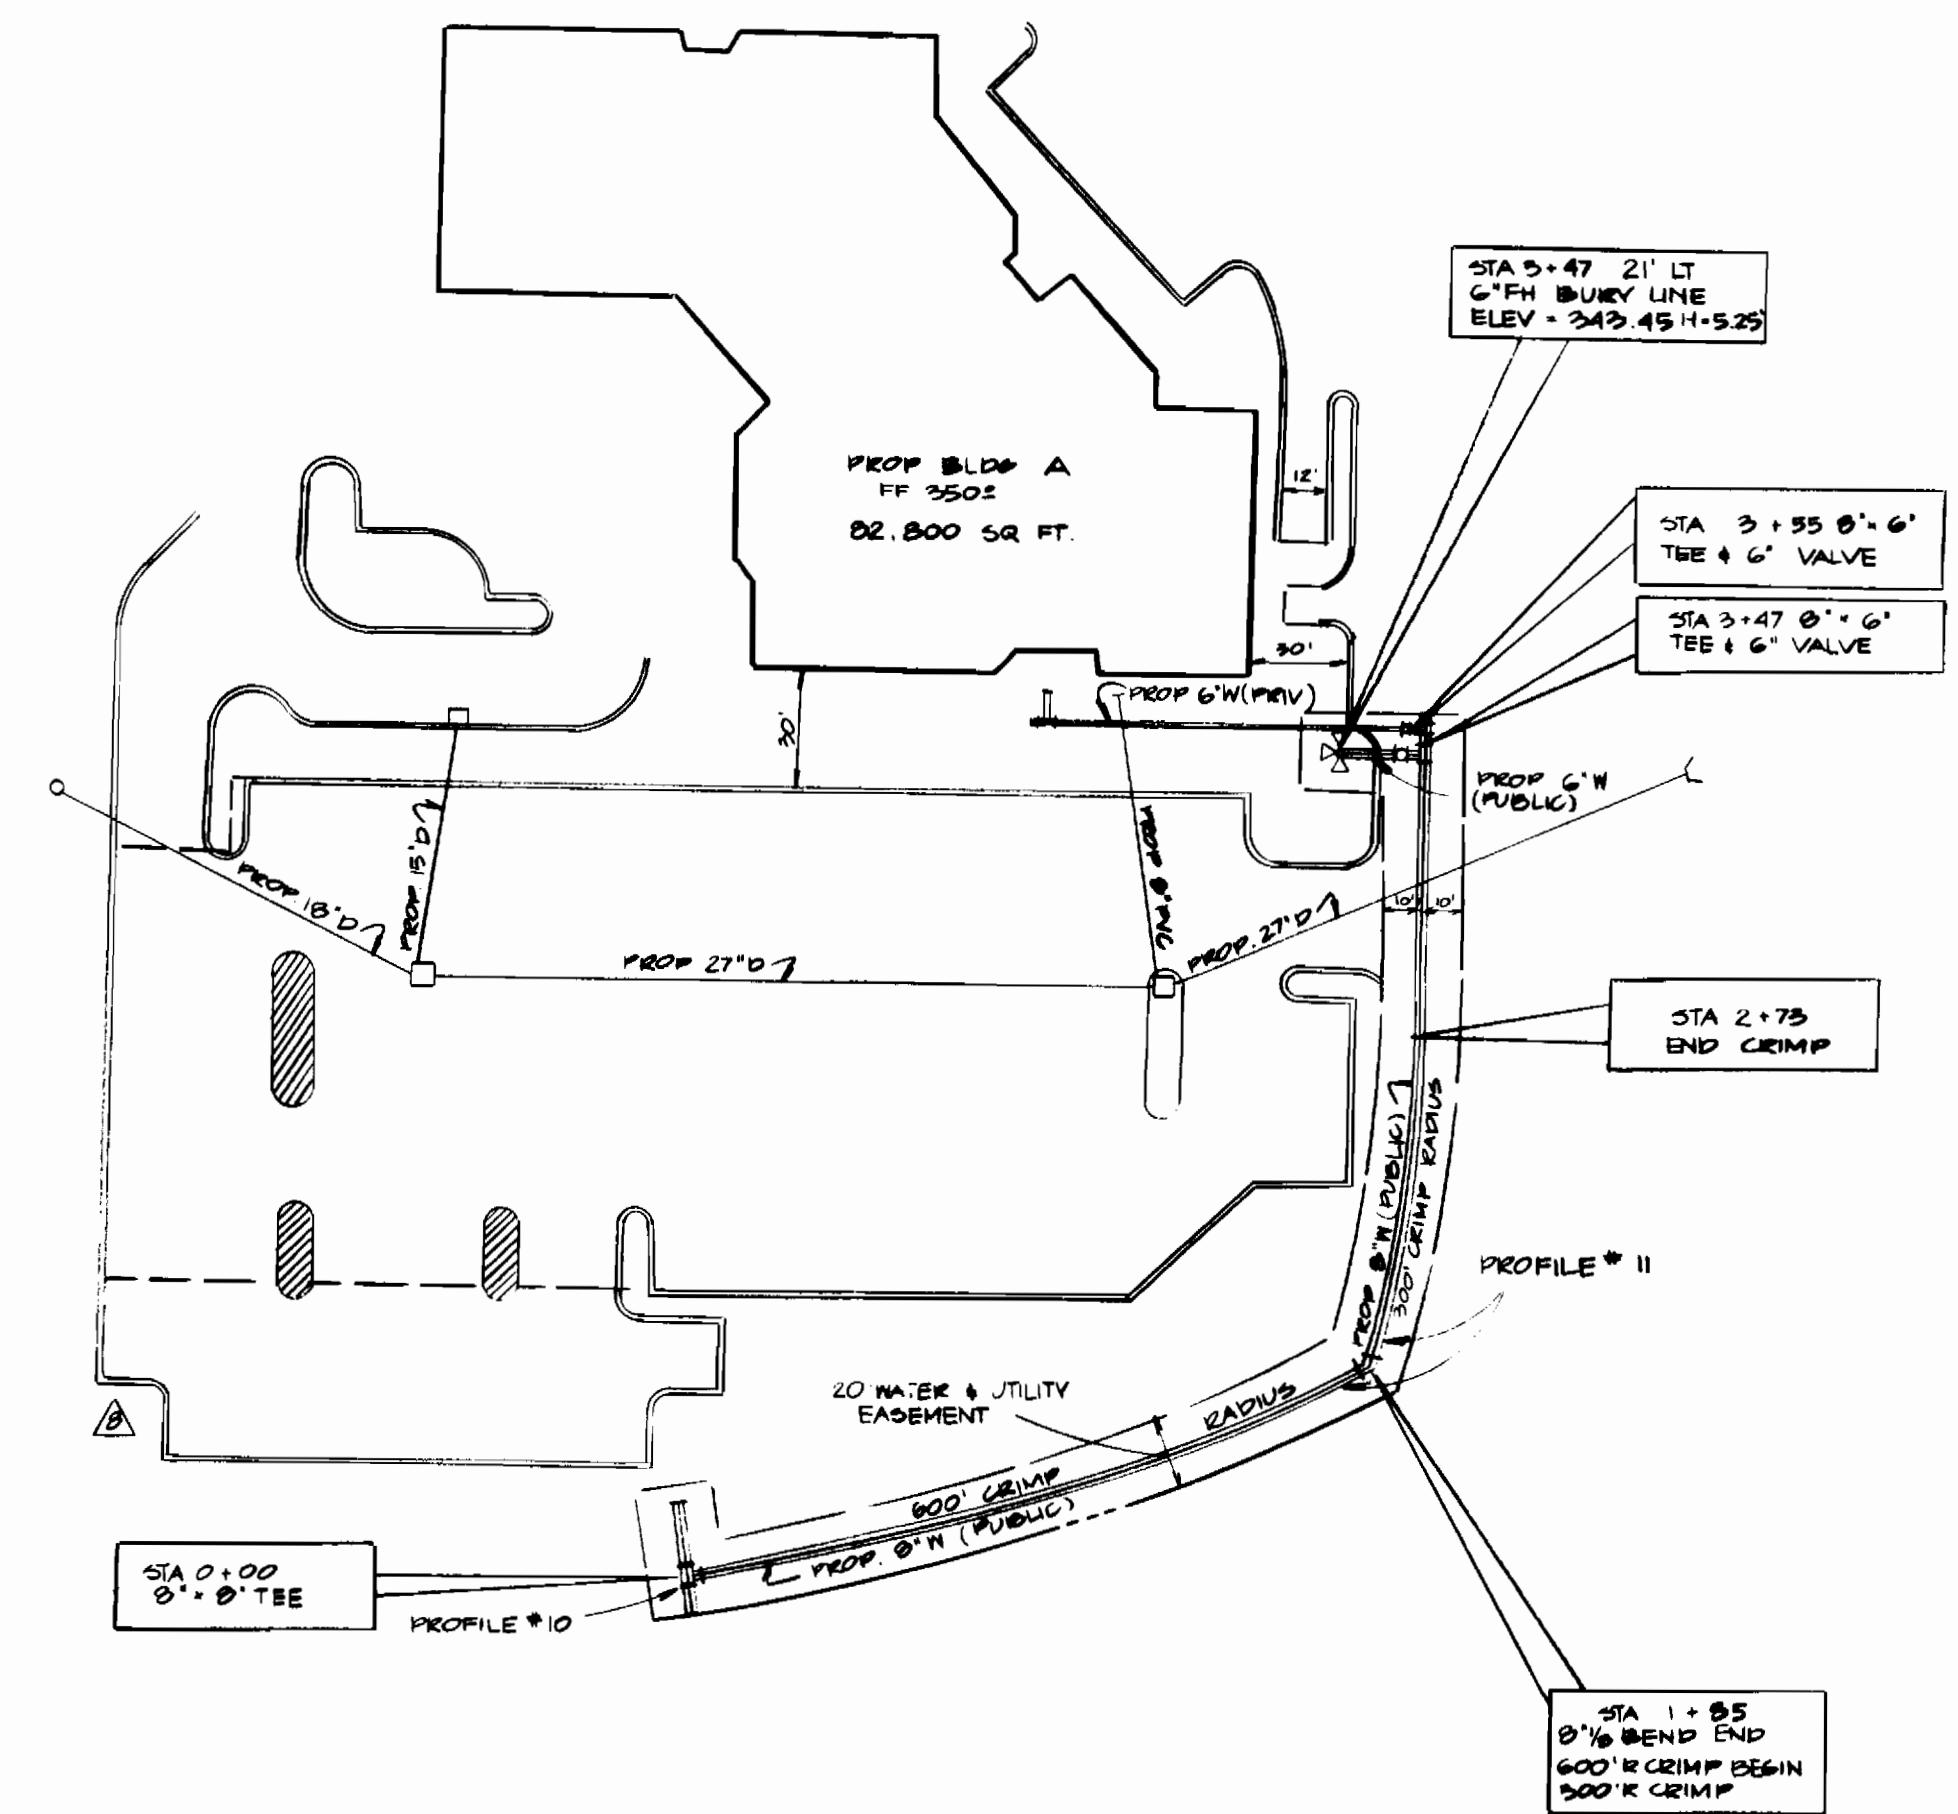 STA 3+47 21' LT
6"FH BURY LINE
ELEV = 343.45 H=5.25'
PROP BLDG A
FF 350
82,800 SQ FT.
12'
STA 3+55 8"x6"
TEE & 6" VALVE
STA 3+47 8"x6"
TEE & 6" VALVE
30'
PROP 6"W(PRIV)
30'
PROP 6"W
(PUBLIC)
PROP. 18"D
PROP 15"D
PROP 8" PVC
PROP. 27"D
PROP 27"D
10'
10'
STA 2+73
END CRIMP
PROP 8"W (PUBLIC)
300' CRIMP RADIUS
PROFILE # 11
20' WATER & UTILITY
EASEMENT
8
600' CRIMP RADIUS
PROP. 8"W (PUBLIC)
STA 0+00
8"x8" TEE
PROFILE #10
STA 1+85
8"1/8 BEND END
600'R CRIMP BEGIN
300'R CRIMP